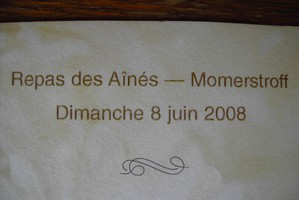 Repas des Aînés — Momerstroff
Dimanche 8 juin 2008